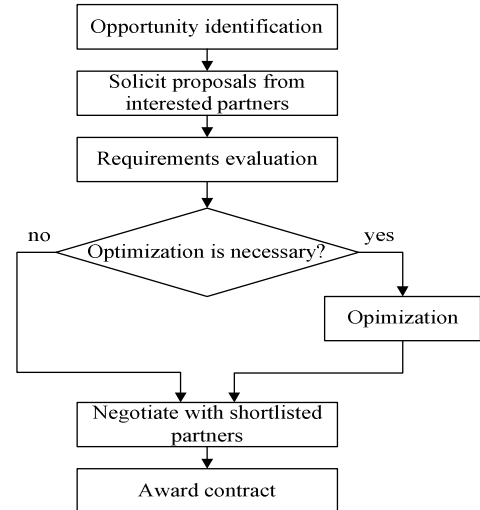 Opportunity identification
Solicit proposals from
interested partners
Requirements evaluation
no
Optimization is necessary?
yes
Opimization
Negotiate with shortlisted
partners
Award contract